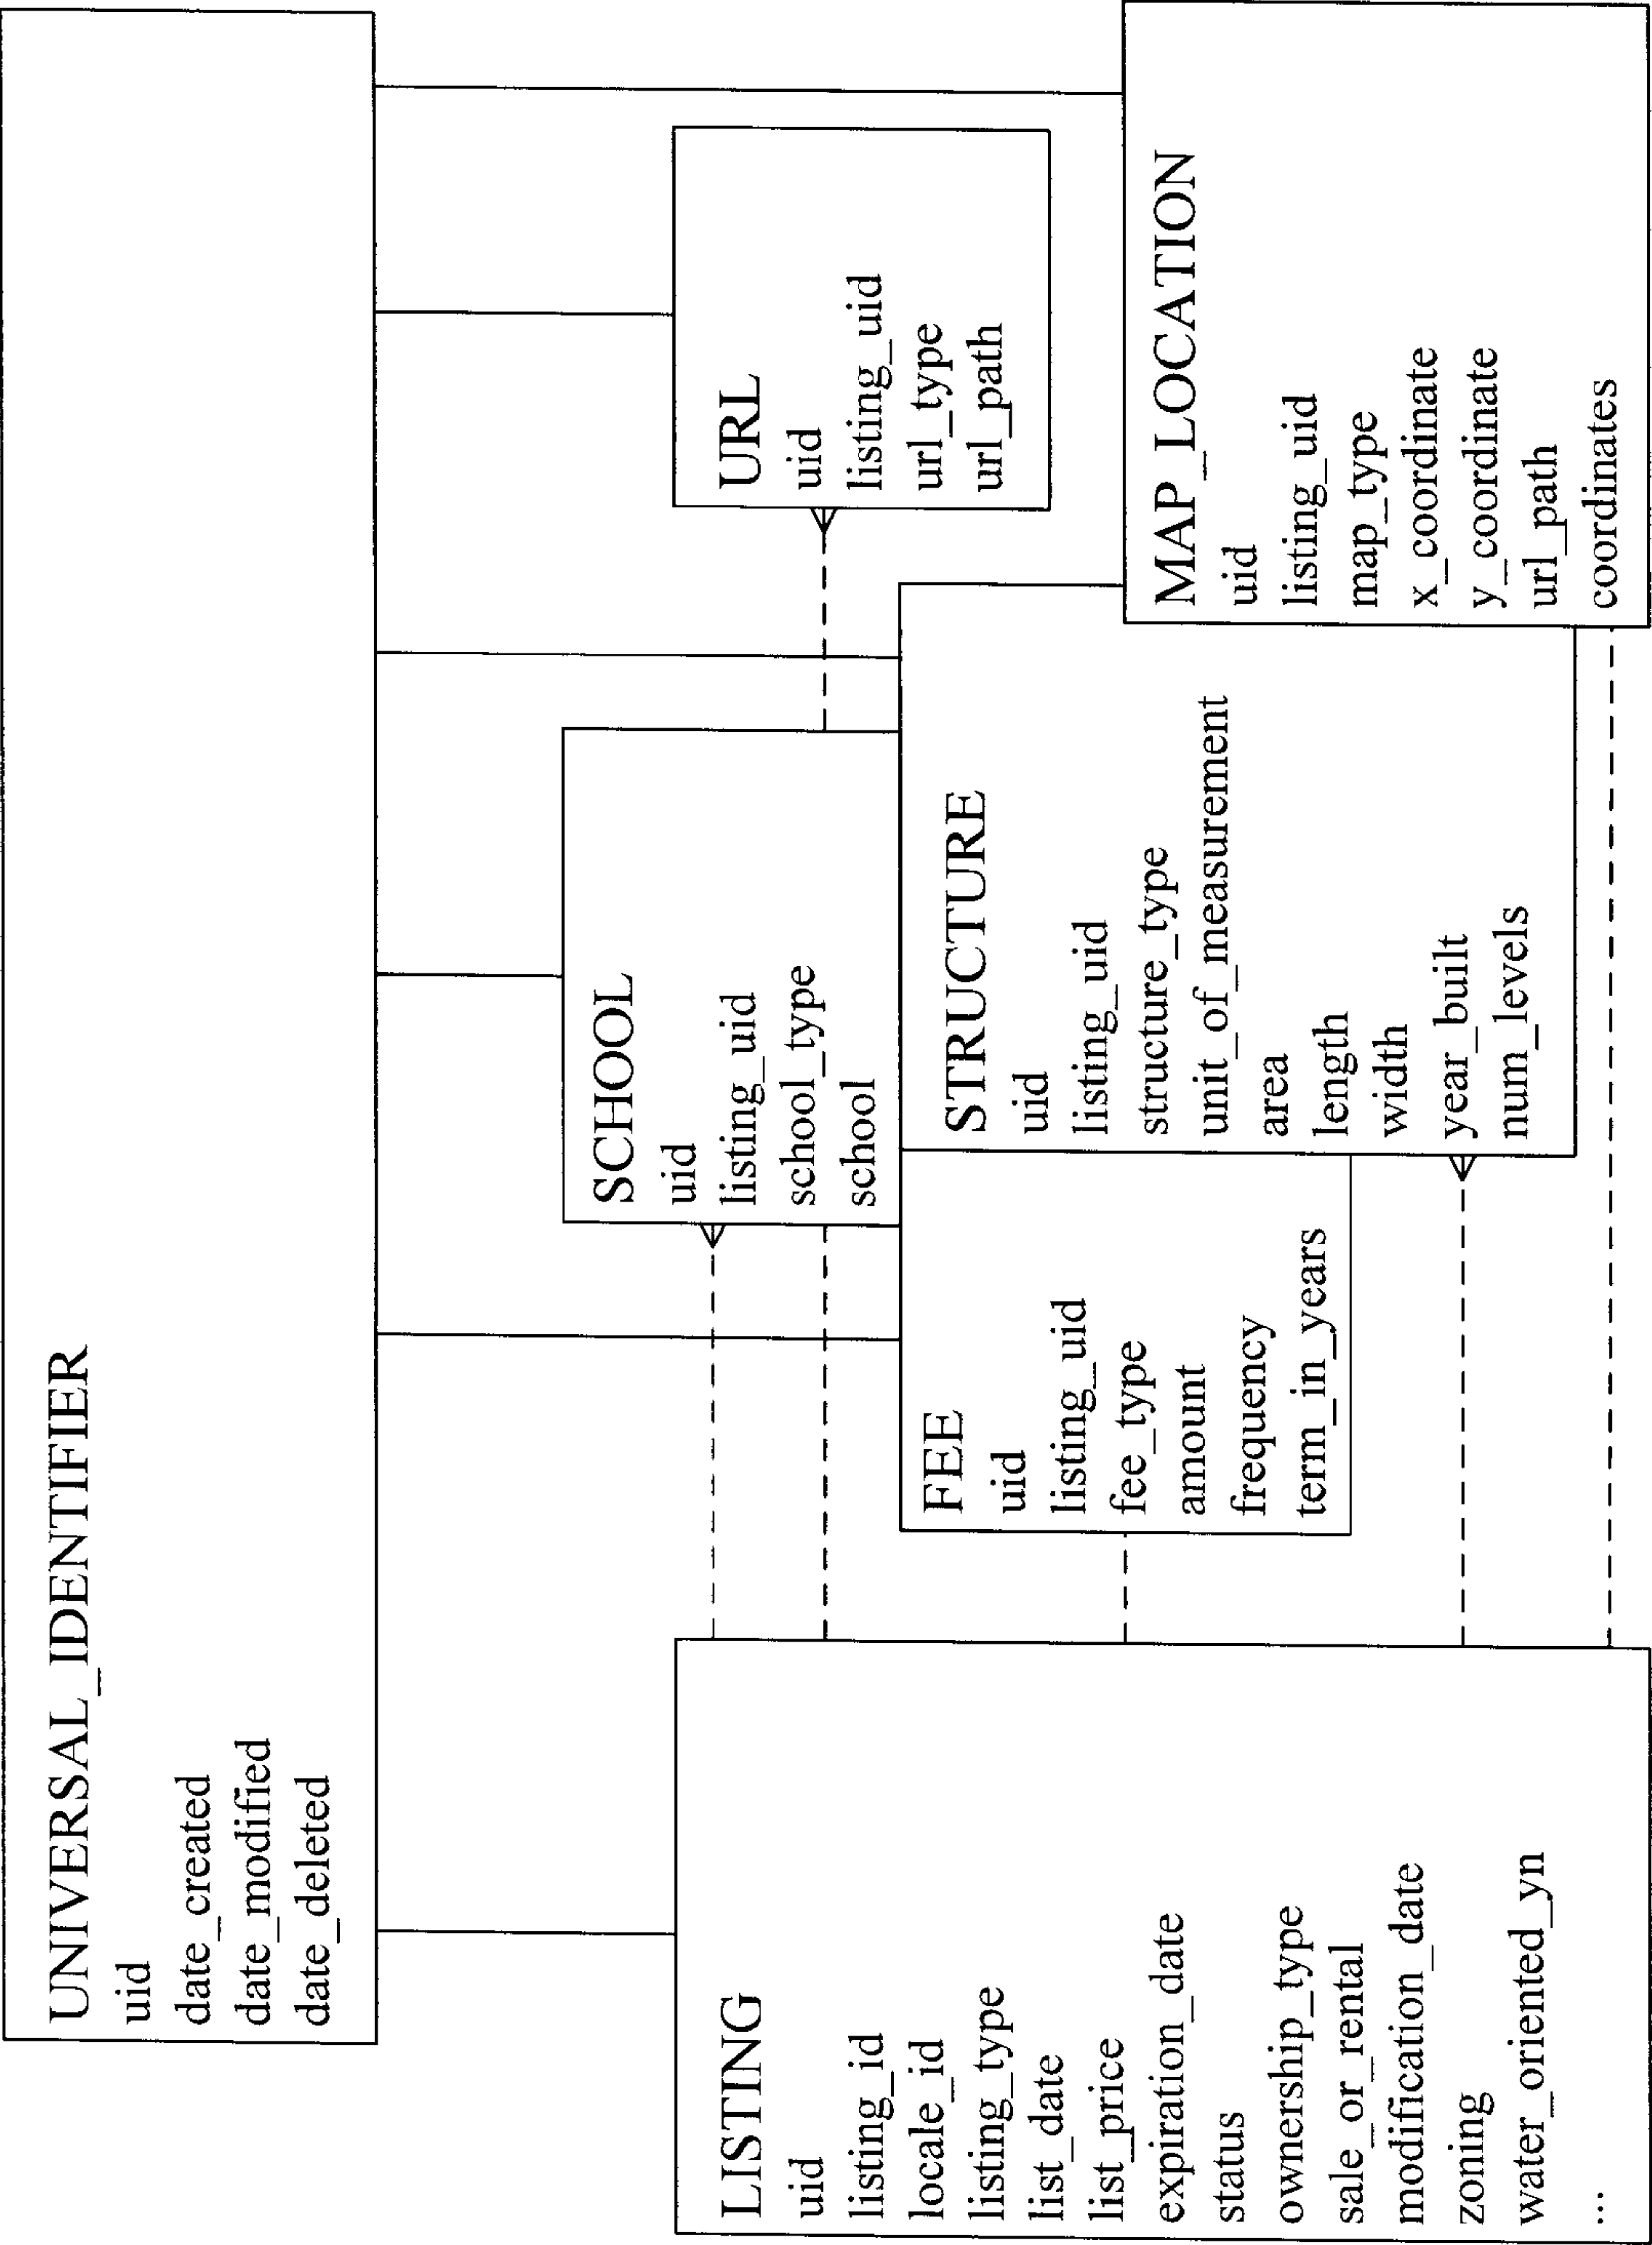 UNIVERSAL_IDENTIFIER
uid
date_created
date_modified
date_deleted
LISTING
uid
listing_id
locale_id
listing_type
list_date
list_price
expiration_date
status
ownership_type
sale_or_rental
modification_date
zoning
water_oriented_yn
...
SCHOOL
uid
listing_uid
school_type
school
URL
uid
listing_uid
url_type
url_path
FEE
uid
listing_uid
fee_type
amount
frequency
term_in_years
STRUCTURE
uid
listing_uid
structure_type
unit_of_measurement
area
length
width
year_built
num_levels
MAP_LOCATION
uid
listing_uid
map_type
x_coordinate
y_coordinate
url_path
coordinates